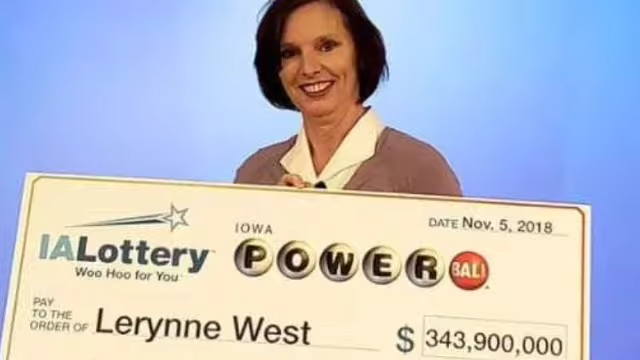 IOWA
DATE Nov. 5, 2018
IALottery
Woo Hoo for You
POWERBALL
PAY
TO THE
ORDER OF Lerynne West $ 343,900,000